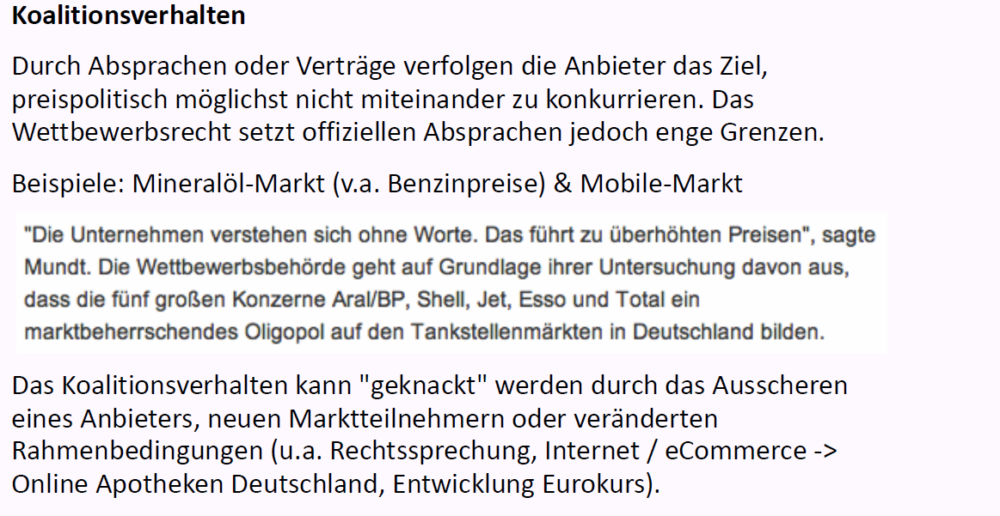 Koalitionsverhalten
Durch Absprachen oder Verträge verfolgen die Anbieter das Ziel,
preispolitisch möglichst nicht miteinander zu konkurrieren. Das
Wettbewerbsrecht setzt offiziellen Absprachen jedoch enge Grenzen.
Beispiele: Mineralöl-Markt (v.a. Benzinpreise) & Mobile-Markt
"Die Unternehmen verstehen sich ohne Worte. Das führt zu überhöhten Preisen", sagte
Mundt. Die Wettbewerbsbehörde geht auf Grundlage ihrer Untersuchung davon aus,
dass die fünf großen Konzerne Aral/BP, Shell, Jet, Esso und Total ein
marktbeherrschendes Oligopol auf den Tankstellenmärkten in Deutschland bilden.
Das Koalitionsverhalten kann "geknackt" werden durch das Ausscheren
eines Anbieters, neuen Marktteilnehmern oder veränderten
Rahmenbedingungen (u.a. Rechtssprechung, Internet / eCommerce ->
Online Apotheken Deutschland, Entwicklung Eurokurs).